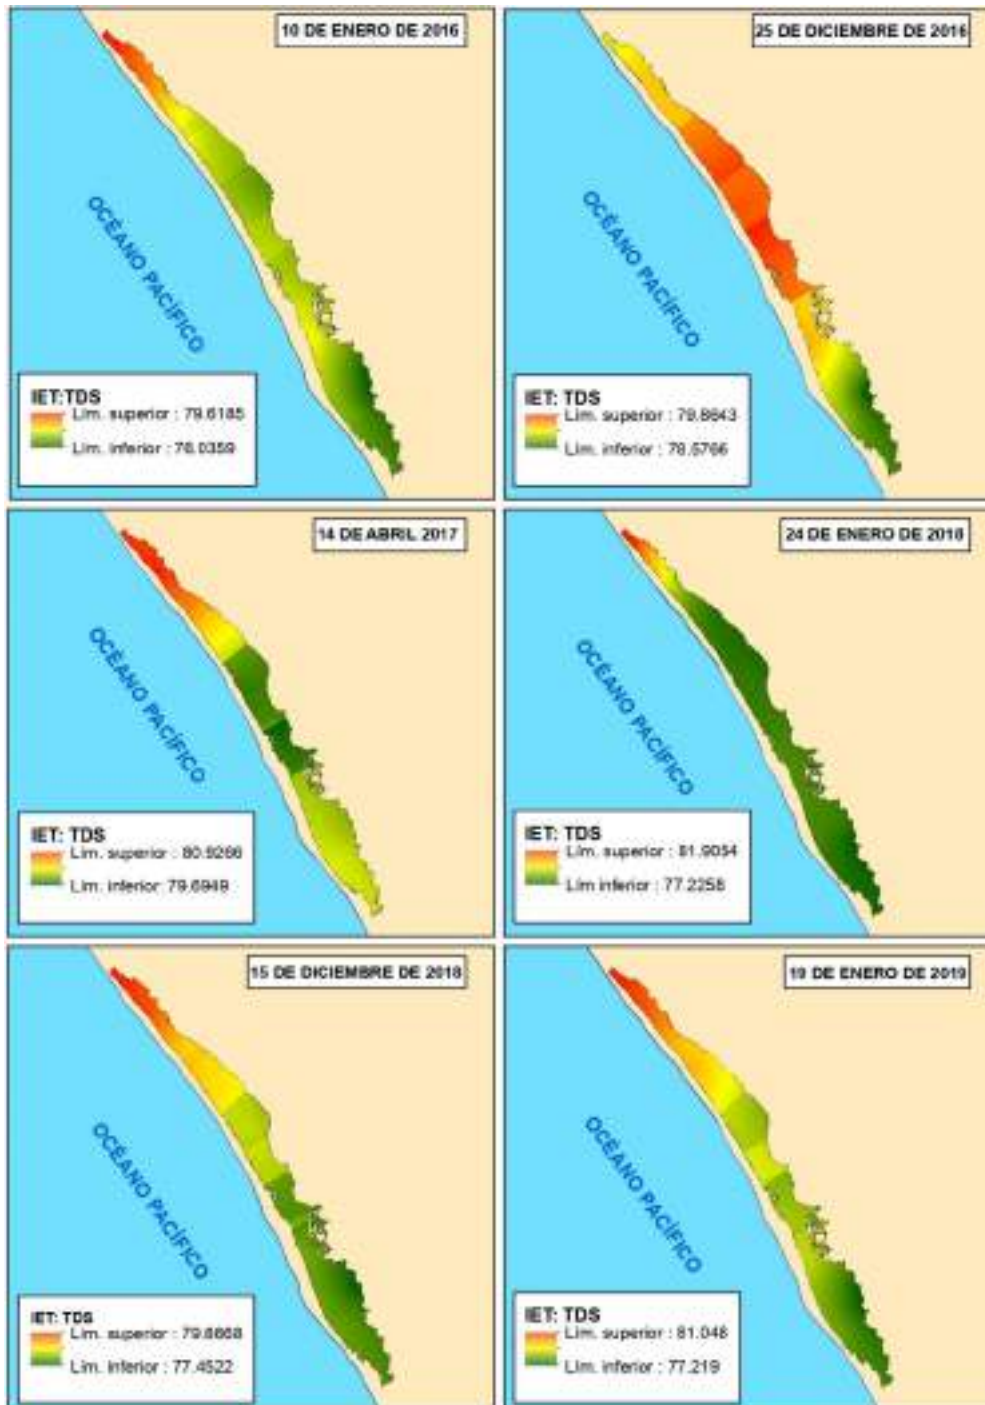 10 DE ENERO DE 2016
OCÉANO PACÍFICO
IET:TDS
Lím. superior : 79.6185
Lím. inferior : 78.0359
25 DE DICIEMBRE DE 2016
OCÉANO PACÍFICO
IET: TDS
Lím. superior : 79.8643
Lím. inferior : 78.5766
14 DE ABRIL 2017
OCÉANO PACÍFICO
IET: TDS
Lím. superior : 80.9266
Lím. inferior: 79.6949
24 DE ENERO DE 2018
OCÉANO PACÍFICO
IET: TDS
Lím. superior : 81.9054
Lím inferior : 77.2258
15 DE DICIEMBRE DE 2018
OCÉANO PACÍFICO
IET: TDS
Lím. superior : 79.6668
Lím. inferior : 77.4522
19 DE ENERO DE 2019
OCÉANO PACÍFICO
IET: TDS
Lím. superior : 81.048
Lím. inferior : 77.219